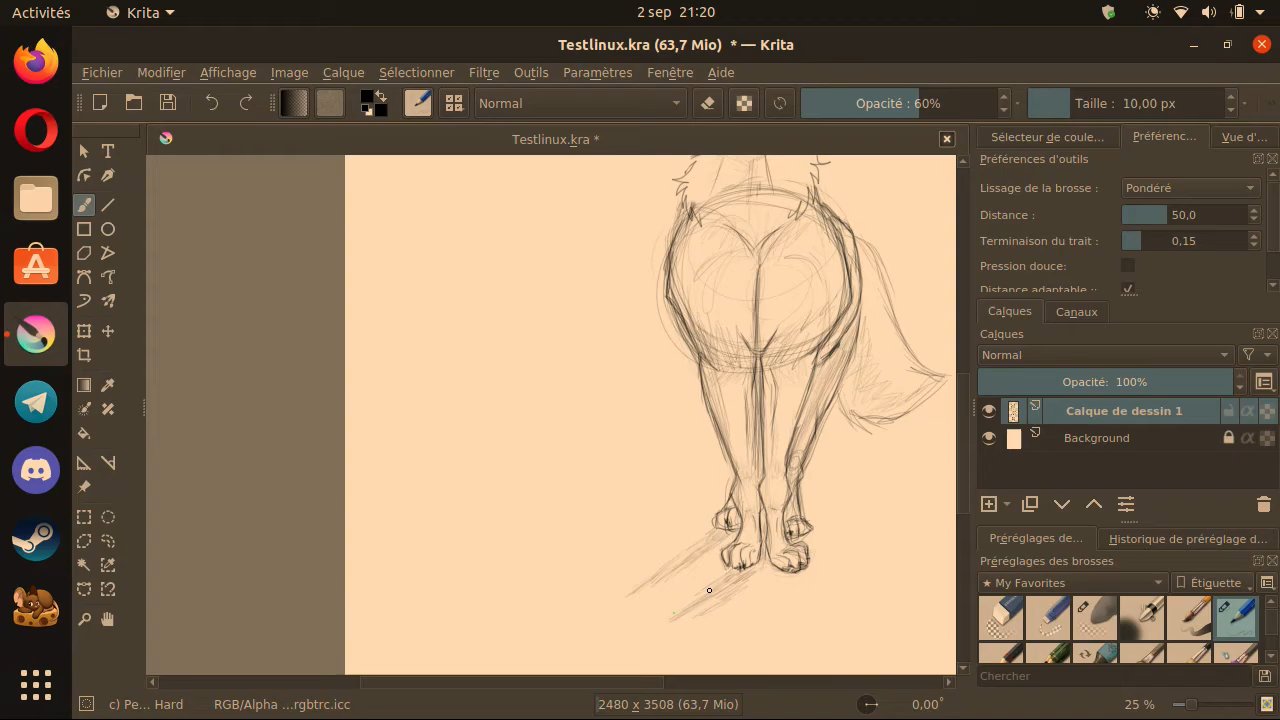 Activités
Krita
2 sep 21:20
Testlinux.kra (63,7 Mio) * — Krita
Fichier Modifier Affichage Image Calque Sélectionner Filtre Outils Paramètres Fenêtre Aide
Normal
Opacité : 60%
Taille : 10,00 px
Testlinux.kra *
Sélecteur de coule...
Préférenc...
Vue d'...
Préférences d'outils
Lissage de la brosse :
Pondéré
Distance :
50,0
Terminaison du trait :
0,15
Pression douce:
Distance adaptable ::
Calques
Canaux
Calques
Normal
Opacité: 100%
Calque de dessin 1
Background
Préréglages de...
Historique de préréglage d...
Préréglages des brosses
★ My Favorites
Étiquette
Chercher
c) Pe... Hard
RGB/Alpha ...rgbtrc.icc
2480 x 3508 (63,7 Mio)
0,00°
25 %